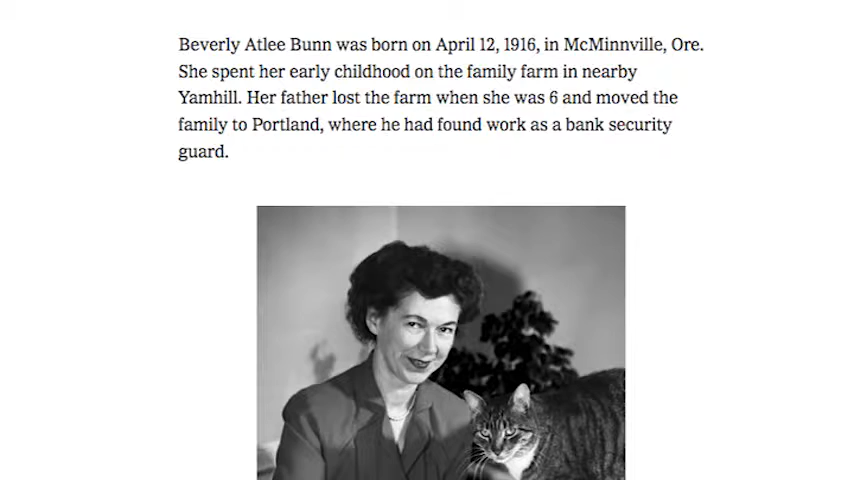 Beverly Atlee Bunn was born on April 12, 1916, in McMinnville, Ore.
She spent her early childhood on the family farm in nearby
Yamhill. Her father lost the farm when she was 6 and moved the
family to Portland, where he had found work as a bank security
guard.